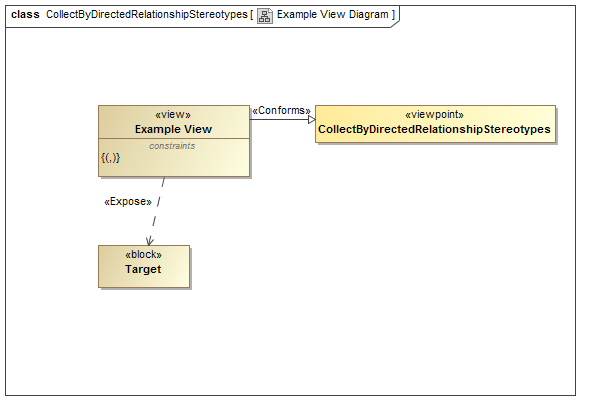 class CollectByDirectedRelationshipStereotypes [ Example View Diagram ]
«view»
Example View
constraints
{(,)}
«Conforms»
«viewpoint»
CollectByDirectedRelationshipStereotypes
«Expose»
«block»
Target